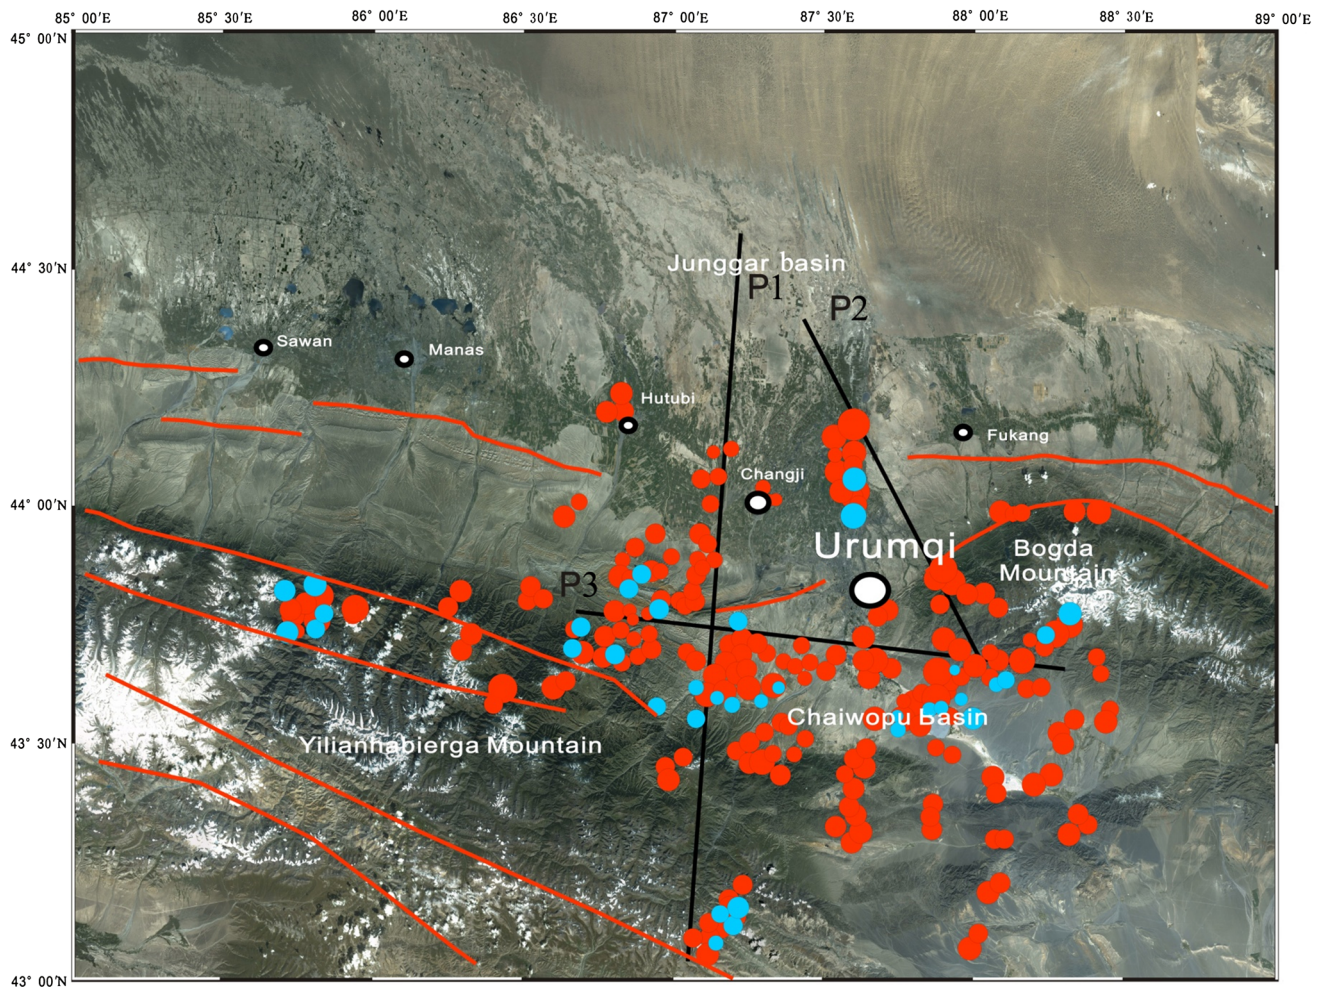 85° 00′E 85° 30′E 86° 00′E 86° 30′E 87° 00′E 87° 30′E 88° 00′E 88° 30′E 89° 00′E
45° 00′N
44° 30′N
Junggar basin
P1
P2
Sawan
Manas
Hutubi
Fukang
Changji
44° 00′N
Urumqi
Bogda
Mountain
P3
Chaiwopu Basin
43° 30′N
Yilianhabierga Mountain
43° 00′N